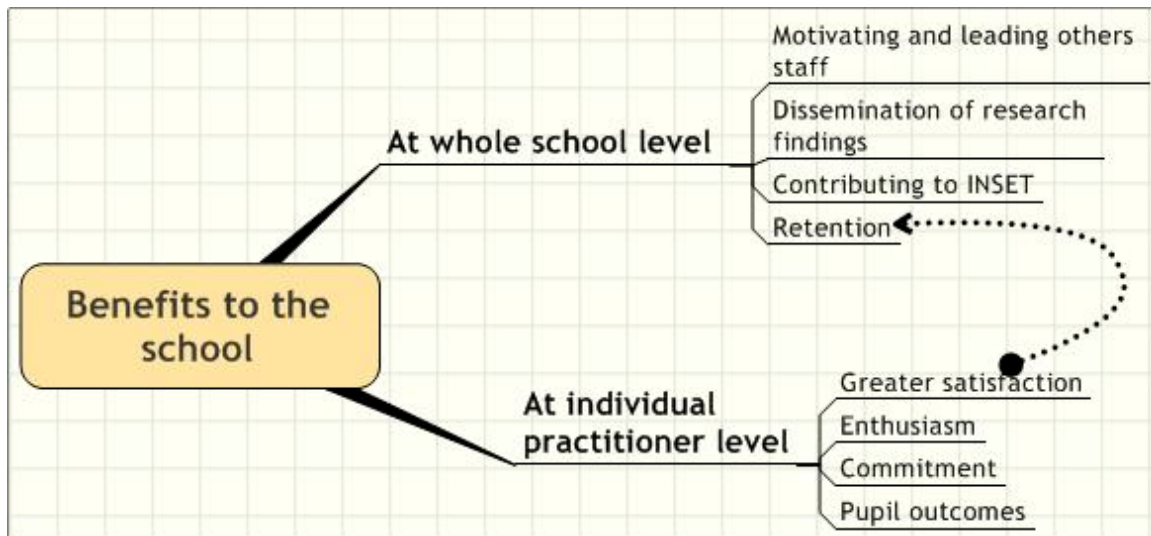 Benefits to the
school
At whole school level
Motivating and leading others
staff
Dissemination of research
findings
Contributing to INSET
Retention
At individual
practitioner level
Greater satisfaction
Enthusiasm
Commitment
Pupil outcomes